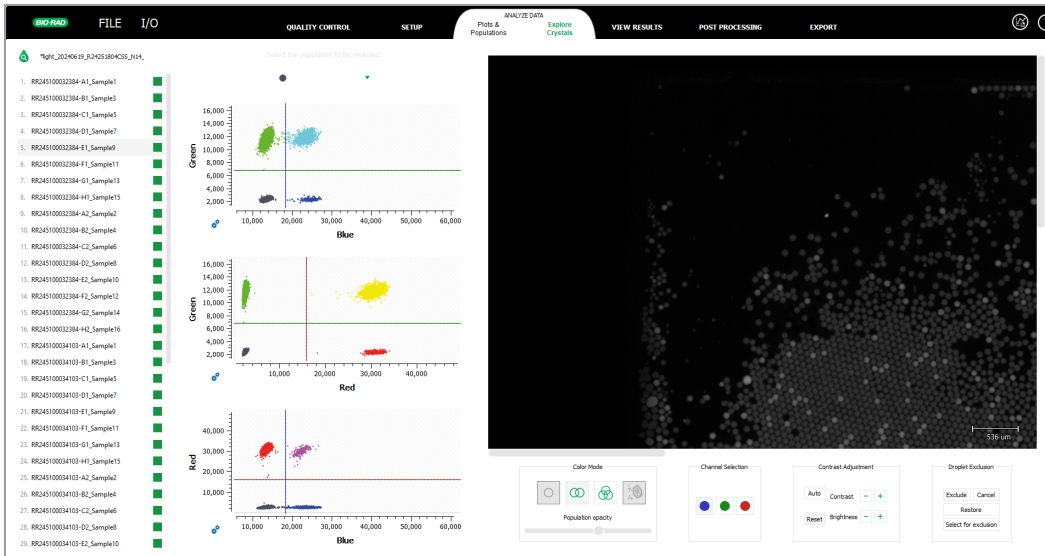 BIO-RAD FILE I/O
QUALITY CONTROL SETUP ANALYZE DATA Plots & Populations Explore Crystals VIEW RESULTS POST PROCESSING EXPORT
*light_20240619_R24251804CSS_N14_
Select the population to be revealed:
1. RR245100032384-A1_Sample1
2. RR245100032384-B1_Sample3
3. RR245100032384-C1_Sample5
4. RR245100032384-D1_Sample7
5. RR245100032384-E1_Sample9
6. RR245100032384-F1_Sample11
7. RR245100032384-G1_Sample13
8. RR245100032384-H1_Sample15
9. RR245100032384-A2_Sample2
10. RR245100032384-B2_Sample4
11. RR245100032384-C2_Sample6
12. RR245100032384-D2_Sample8
13. RR245100032384-E2_Sample10
14. RR245100032384-F2_Sample12
15. RR245100032384-G2_Sample14
16. RR245100032384-H2_Sample16
17. RR245100034103-A1_Sample1
18. RR245100034103-B1_Sample3
19. RR245100034103-C1_Sample5
20. RR245100034103-D1_Sample7
21. RR245100034103-E1_Sample9
22. RR245100034103-F1_Sample11
23. RR245100034103-G1_Sample13
24. RR245100034103-H1_Sample15
25. RR245100034103-A2_Sample2
26. RR245100034103-B2_Sample4
27. RR245100034103-C2_Sample6
28. RR245100034103-D2_Sample8
29. RR245100034103-E2_Sample10
Green
16,000
14,000
12,000
10,000
8,000
6,000
4,000
2,000
10,000 20,000 30,000 40,000 50,000 60,000
Blue
Green
16,000
14,000
12,000
10,000
8,000
6,000
4,000
2,000
10,000 20,000 30,000 40,000
Red
Red
40,000
30,000
20,000
10,000
10,000 20,000 30,000 40,000 50,000 60,000
Blue
536 um
Color Mode
Population opacity
Channel Selection
Contrast Adjustment
Auto Contrast - +
Reset Brightness - +
Droplet Exclusion
Exclude Cancel
Restore
Select for exclusion